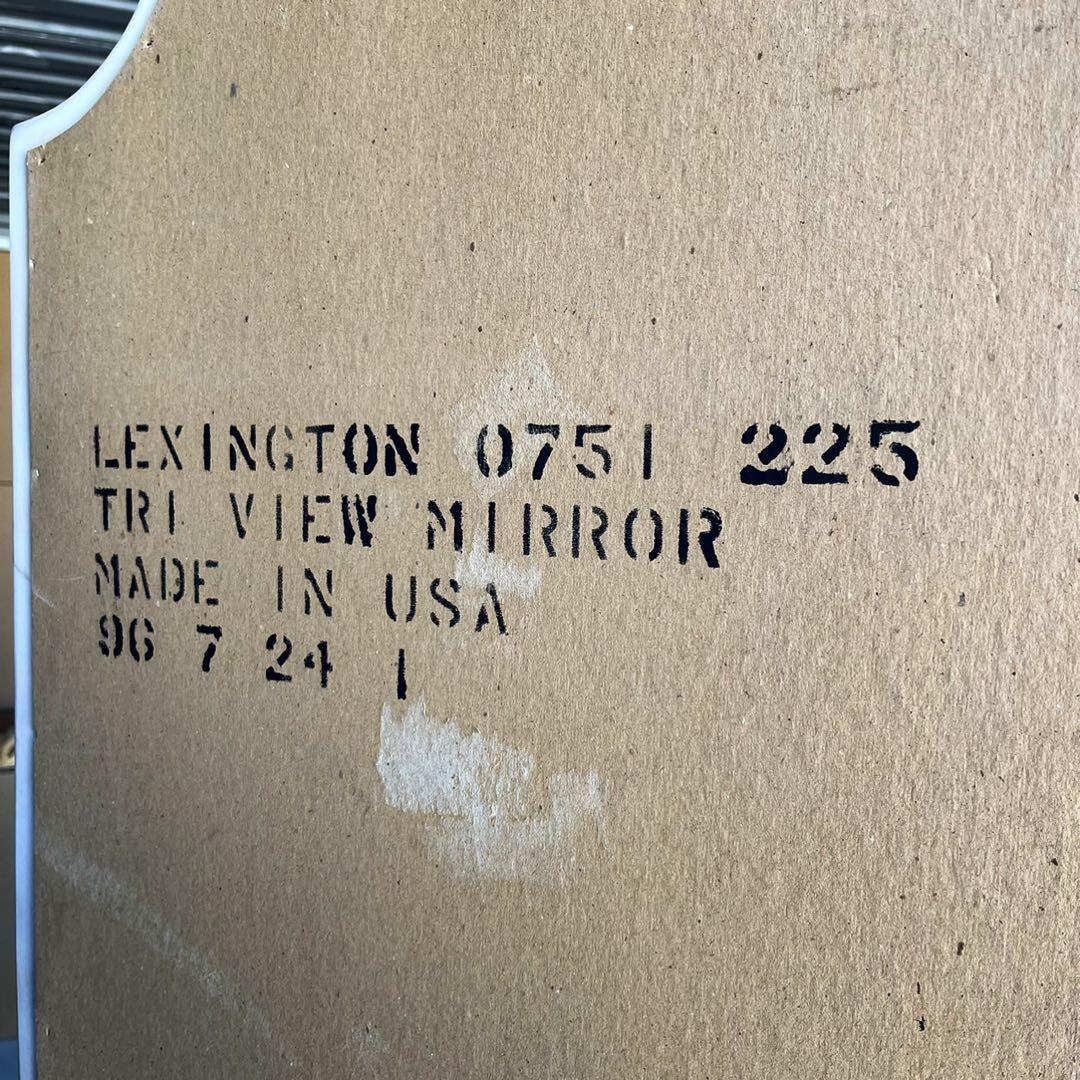 LEXINGTON 0751 225
TRI VIEW MIRROR
MADE IN USA
96 7 24 1